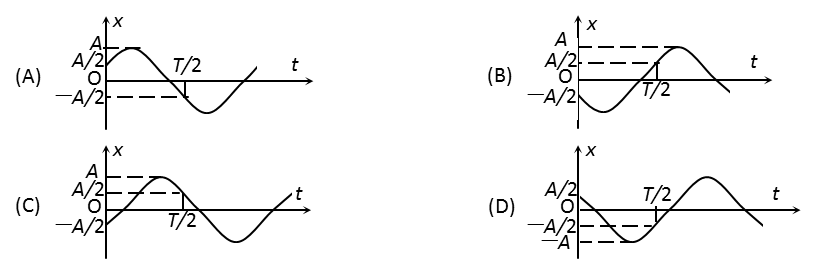 (A)
x
A
A/2
O
—A/2
T/2
t
(B)
x
A
A/2
O
—A/2
T/2
t
(C)
x
A
A/2
O
—A/2
T/2
t
(D)
x
A/2
O
—A/2
—A
T/2
t